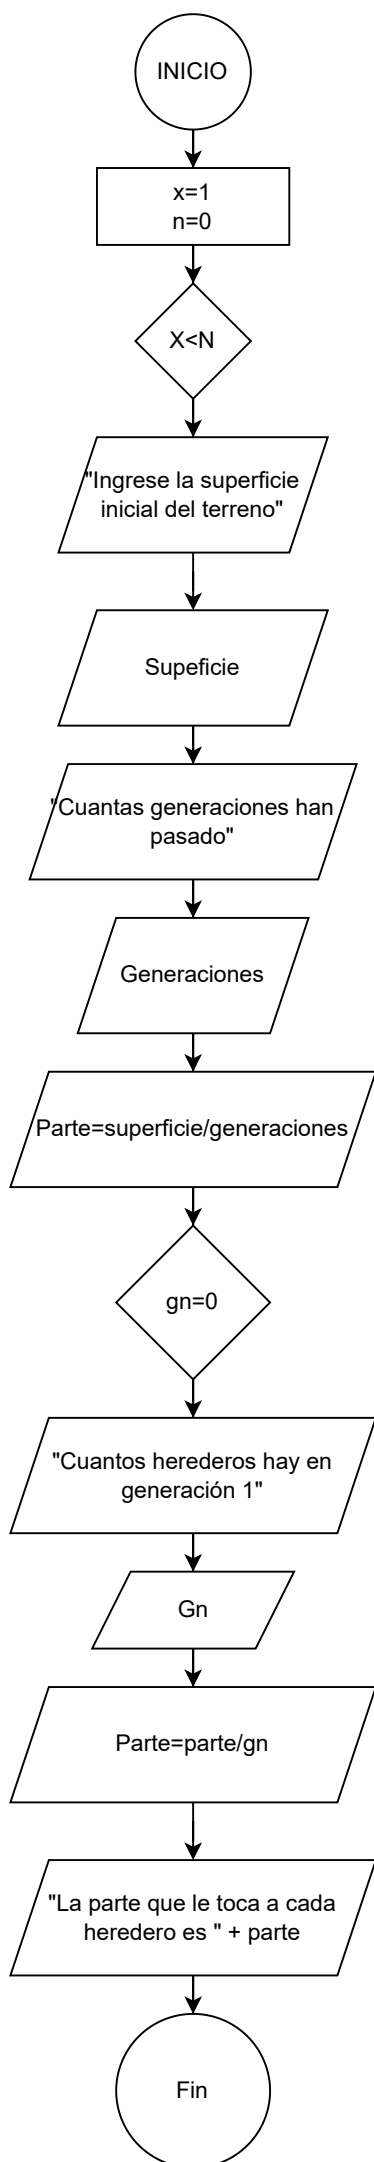 INICIO
x=1
n=0
X<N
"Ingrese la superficie
inicial del terreno"
Supeficie
"Cuantas generaciones han
pasado"
Generaciones
Parte=superficie/generaciones
gn=0
"Cuantos herederos hay en
generación 1"
Gn
Parte=parte/gn
"La parte que le toca a cada
heredero es " + parte
Fin